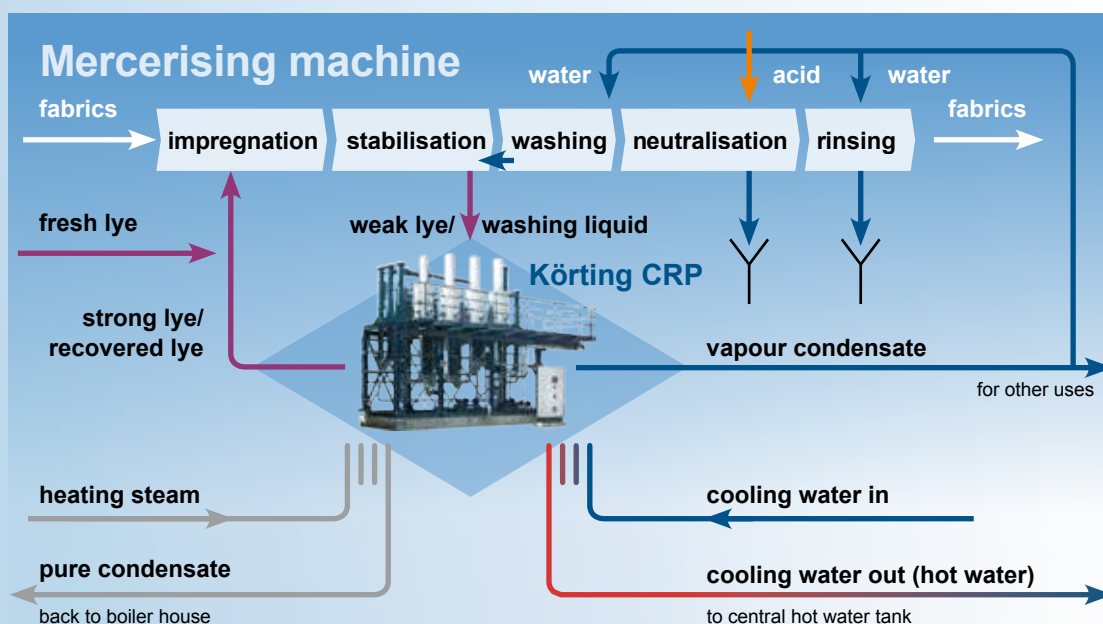 Mercerising machine
water
acid
water
fabrics
fabrics
impregnation
stabilisation
washing
neutralisation
rinsing
fresh lye
weak lye/ washing liquid
Körting CRP
strong lye/
recovered lye
vapour condensate
for other uses
heating steam
cooling water in
pure condensate
cooling water out (hot water)
back to boiler house
to central hot water tank